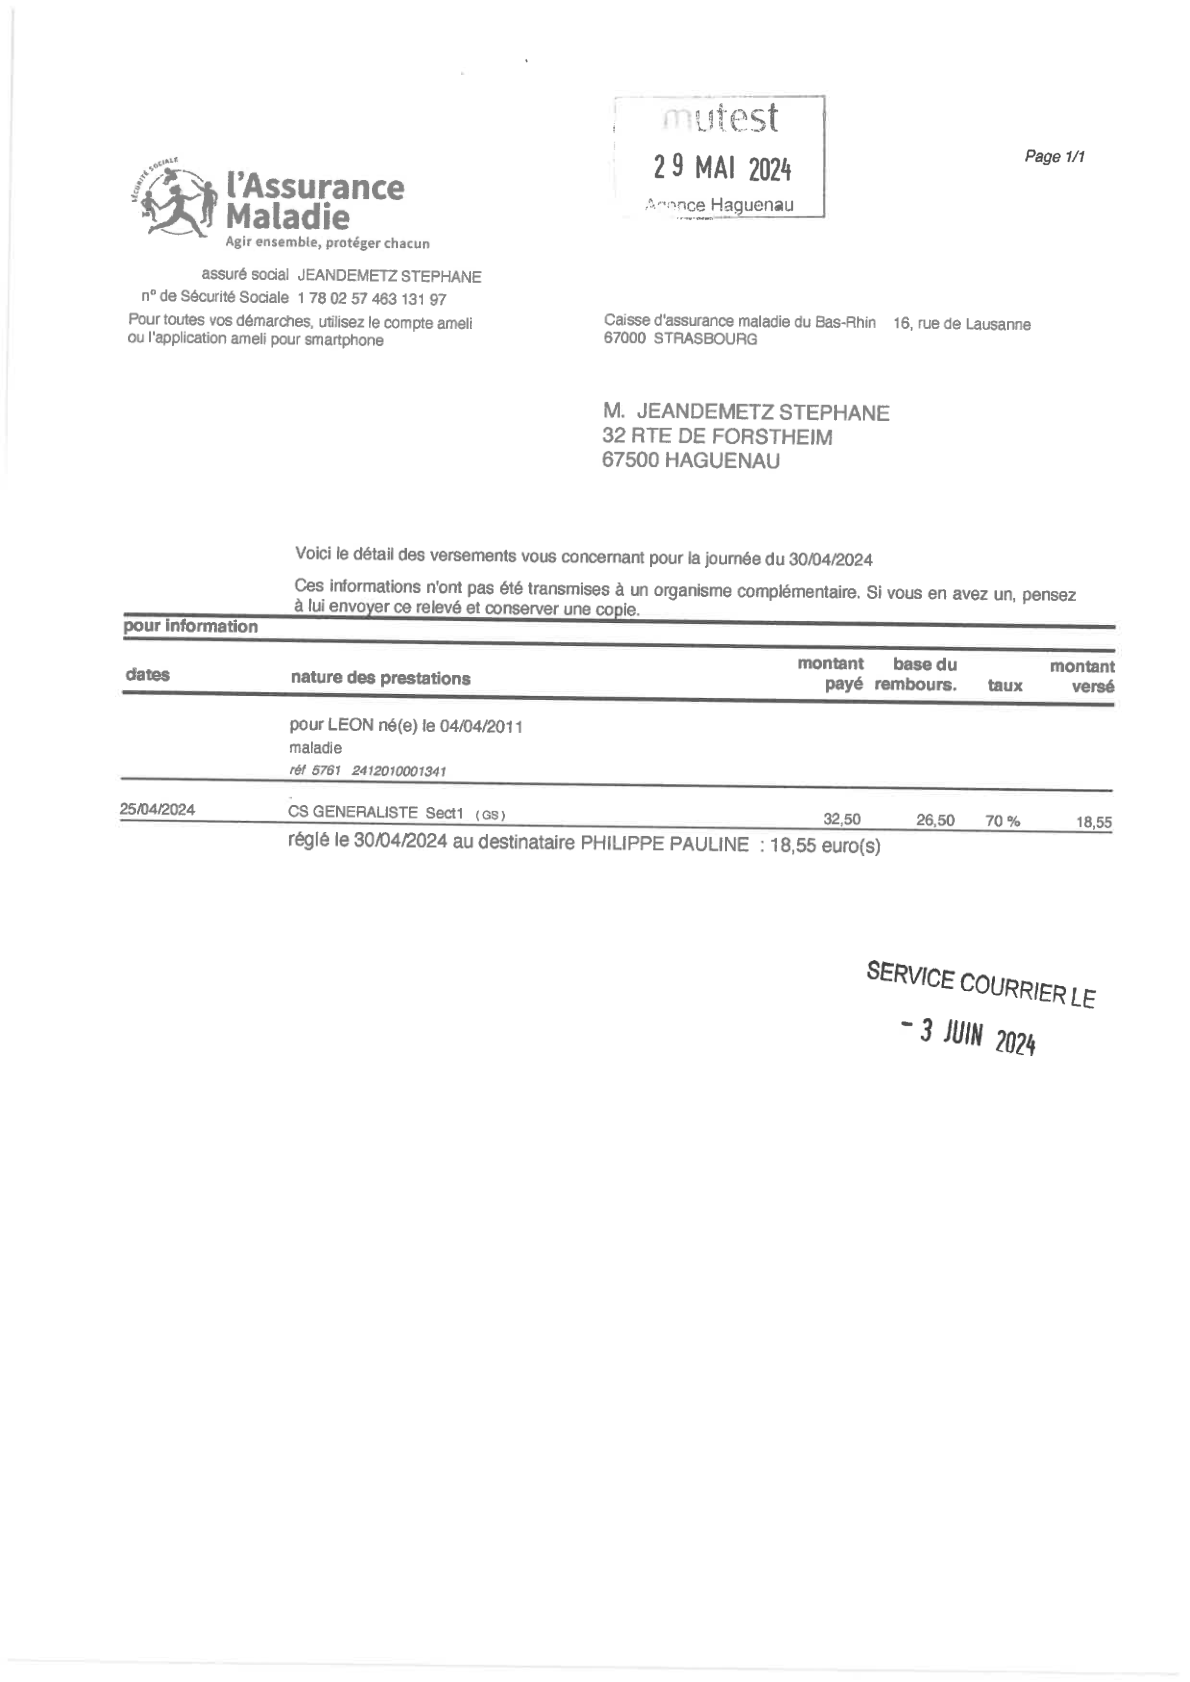 mutest
29 MAI 2024
Agence Haguenau
Page 1/1
SÉCURITÉ SOCIALE
l'Assurance
Maladie
Agir ensemble, protéger chacun
assuré social JEANDEMETZ STEPHANE
n° de Sécurité Sociale 1 78 02 57 463 131 97
Pour toutes vos démarches, utilisez le compte ameli
ou l'application ameli pour smartphone
Caisse d'assurance maladie du Bas-Rhin 16, rue de Lausanne
67000 STRASBOURG
M. JEANDEMETZ STEPHANE
32 RTE DE FORSTHEIM
67500 HAGUENAU
Voici le détail des versements vous concernant pour la journée du 30/04/2024
Ces informations n'ont pas été transmises à un organisme complémentaire. Si vous en avez un, pensez
à lui envoyer ce relevé et conserver une copie.
pour information
dates nature des prestations montant payé base du rembours. taux montant versé
pour LEON né(e) le 04/04/2011
maladie
réf 5761 2412010001341
25/04/2024 CS GENERALISTE Sect1 (GS) 32,50 26,50 70 % 18,55
réglé le 30/04/2024 au destinataire PHILIPPE PAULINE : 18,55 euro(s)
SERVICE COURRIER LE
- 3 JUIN 2024